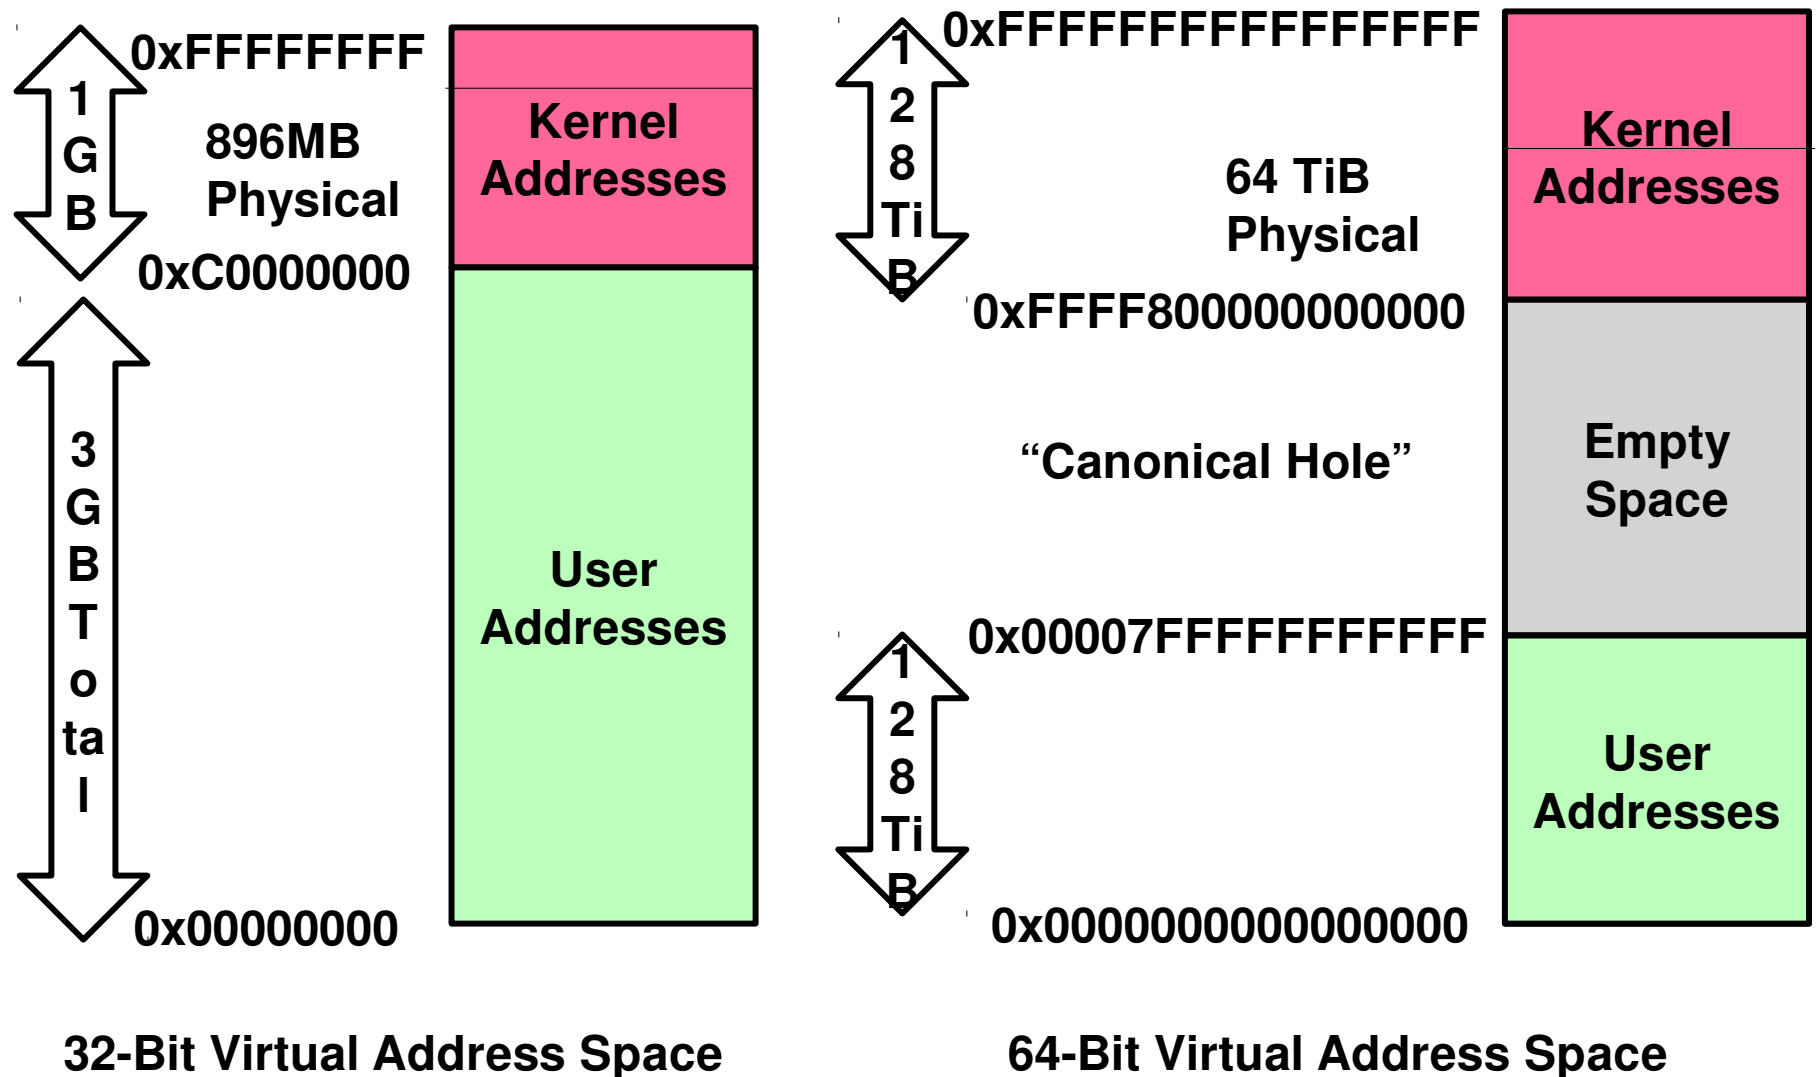 0xFFFFFFFF
1
G
B
896MB
Physical
0xC0000000
Kernel
Addresses
3
G
B
T
o
ta
l
User
Addresses
0x00000000
32-Bit Virtual Address Space
0xFFFFFFFFFFFFFFFF
1
2
8
Ti
B
64 TiB
Physical
0xFFFF800000000000
Kernel
Addresses
“Canonical Hole”
Empty
Space
0x00007FFFFFFFFFFF
1
2
8
Ti
B
User
Addresses
0x0000000000000000
64-Bit Virtual Address Space